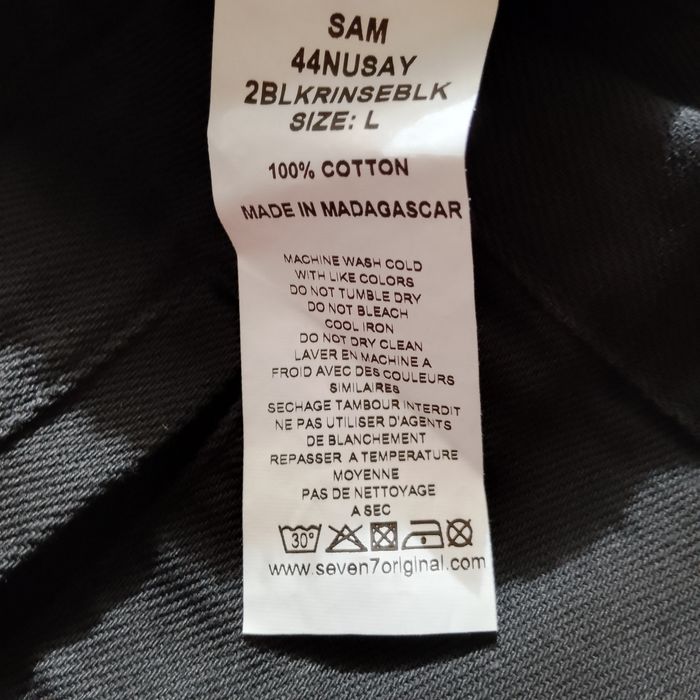 SAM
44NUSAY
2BLKRINSEBLK
SIZE: L
100% COTTON
MADE IN MADAGASCAR
MACHINE WASH COLD
WITH LIKE COLORS
DO NOT TUMBLE DRY
DO NOT BLEACH
COOL IRON
DO NOT DRY CLEAN
LAVER EN MACHINE A
FROID AVEC DES COULEURS
SIMILAIRES
SECHAGE TAMBOUR INTERDIT
NE PAS UTILISER D'AGENTS
DE BLANCHEMENT
REPASSER A TEMPERATURE
MOYENNE
PAS DE NETTOYAGE
A SEC
30°
www.seven7original.com